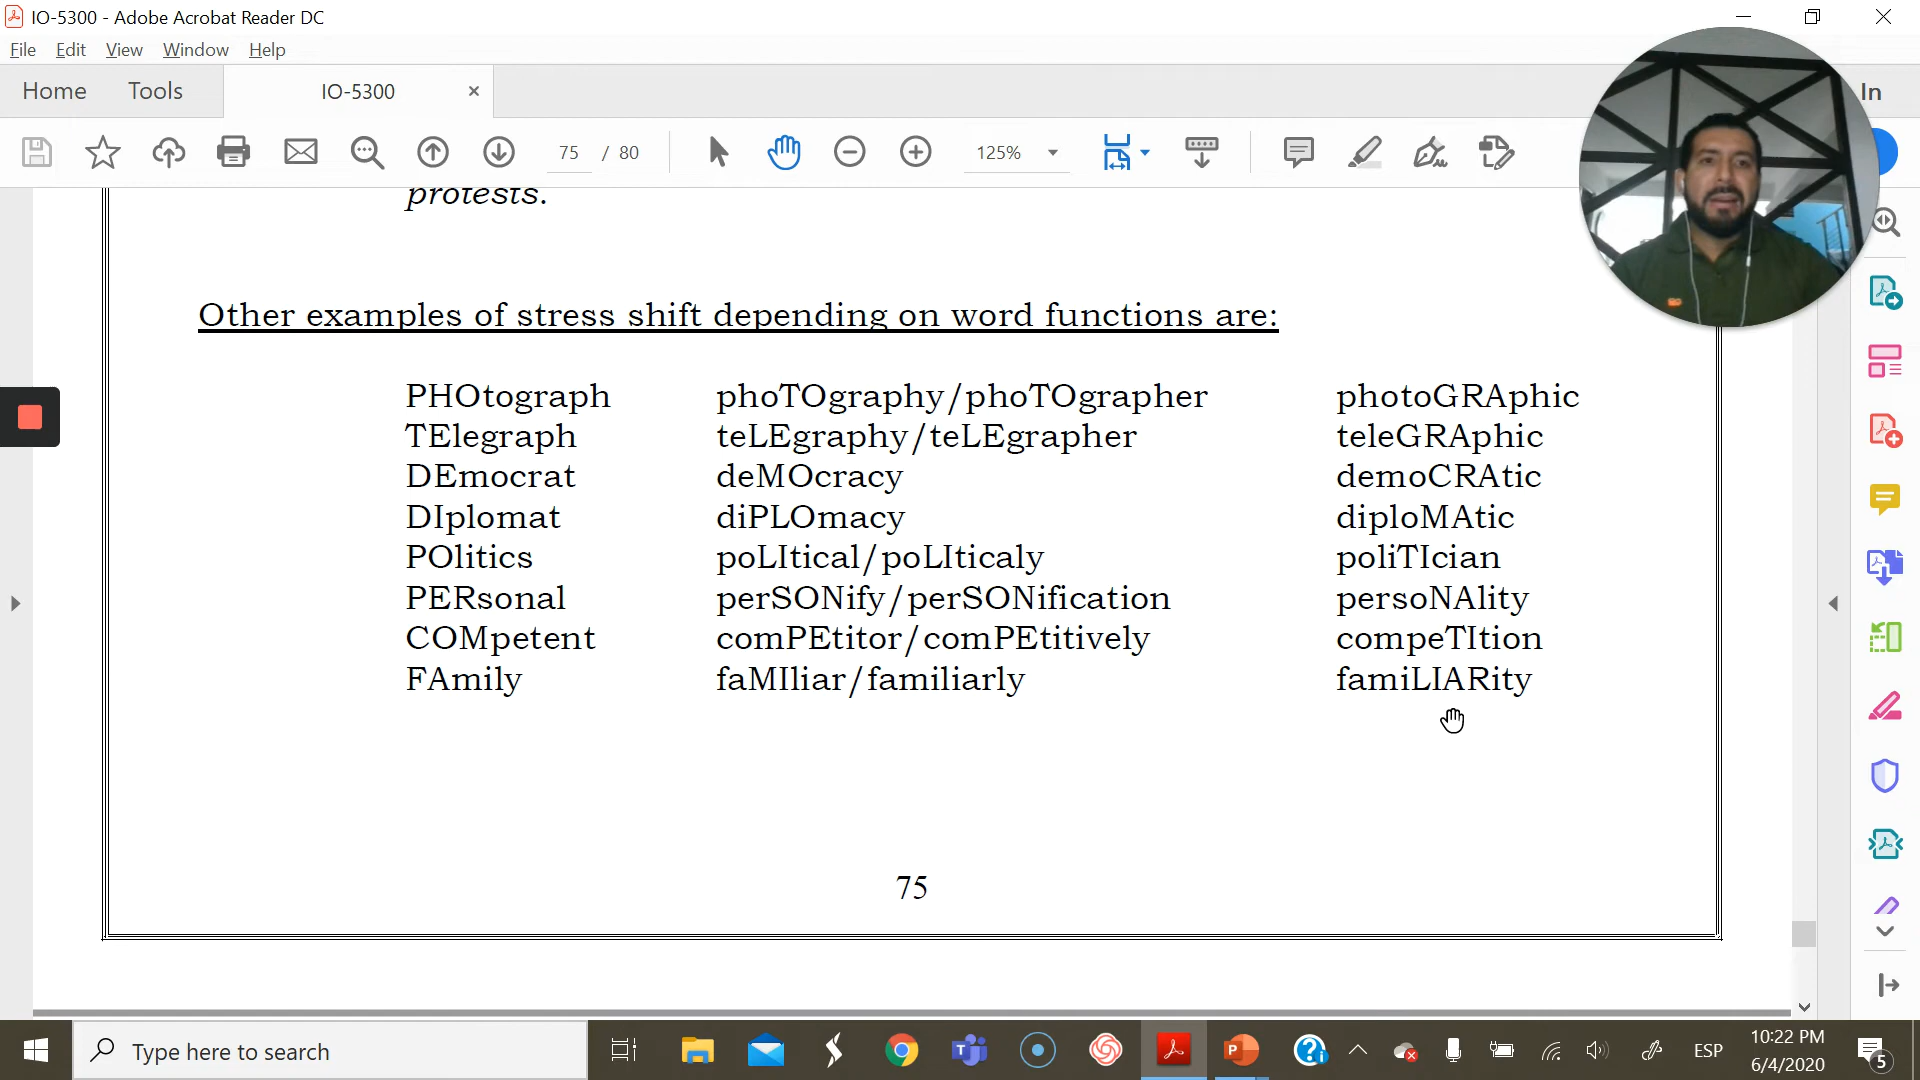 IO-5300 - Adobe Acrobat Reader DC
File Edit View Window Help
Home Tools IO-5300 × In
75 / 80 125%
protests.
Other examples of stress shift depending on word functions are:
PHOtograph phoTOgraphy/phoTOgrapher photoGRAphic
TElegraph teLEgraphy/teLEgrapher teleGRAphic
DEmocrat deMOcracy demoCRAtic
DIplomat diPLOmacy diploMAtic
POlitics poLItical/poLIticaly poliTIcian
PERsonal perSONify/perSONification persoNAlity
COMpetent comPEtitor/comPEtitively compeTItion
FAmily faMIliar/familiarly famiLIARity
75
Type here to search
ESP
10:22 PM
6/4/2020
5